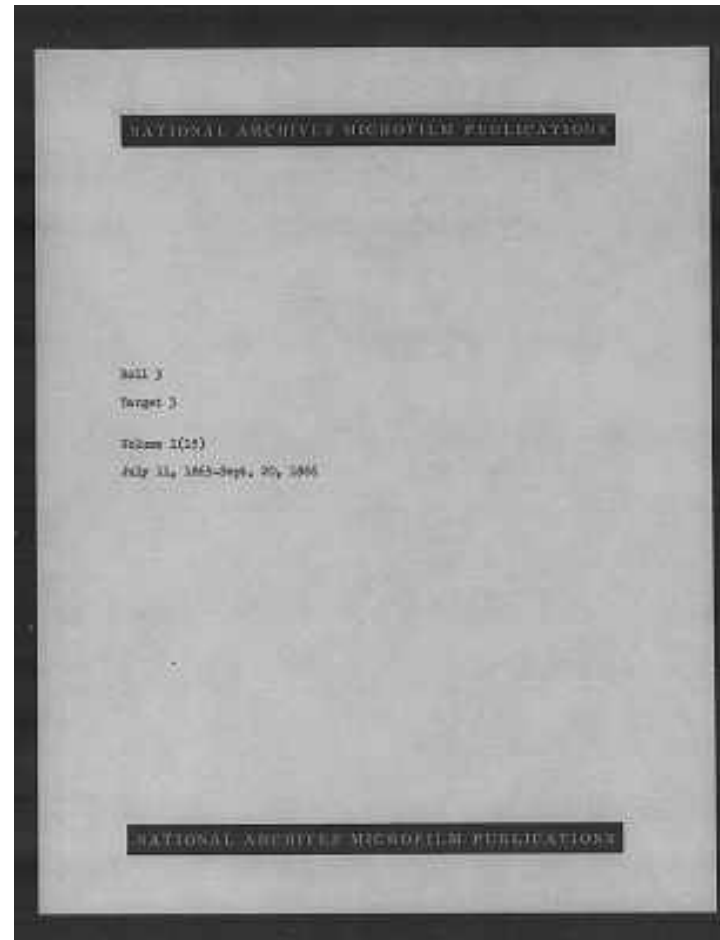 NATIONAL ARCHIVES MICROFILM PUBLICATIONS
Roll 3
Target 3
Volume 1(15)
July 11, 1865-Sept. 20, 1866
NATIONAL ARCHIVES MICROFILM PUBLICATIONS